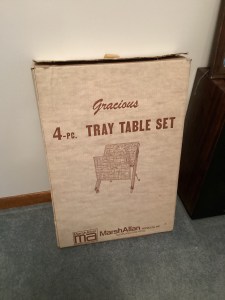 Gracious
4-PC. TRAY TABLE SET
ma
MarshAllan